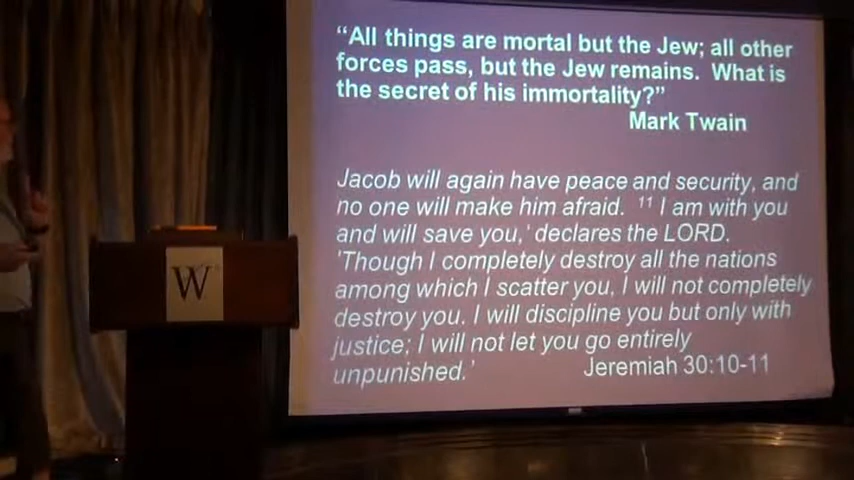 “All things are mortal but the Jew; all other
forces pass, but the Jew remains. What is
the secret of his immortality?”
Mark Twain
Jacob will again have peace and security, and
no one will make him afraid. ¹¹ I am with you
and will save you,’ declares the LORD.
‘Though I completely destroy all the nations
among which I scatter you, I will not completely
destroy you. I will discipline you but only with
justice; I will not let you go entirely
unpunished.’
Jeremiah 30:10-11
W